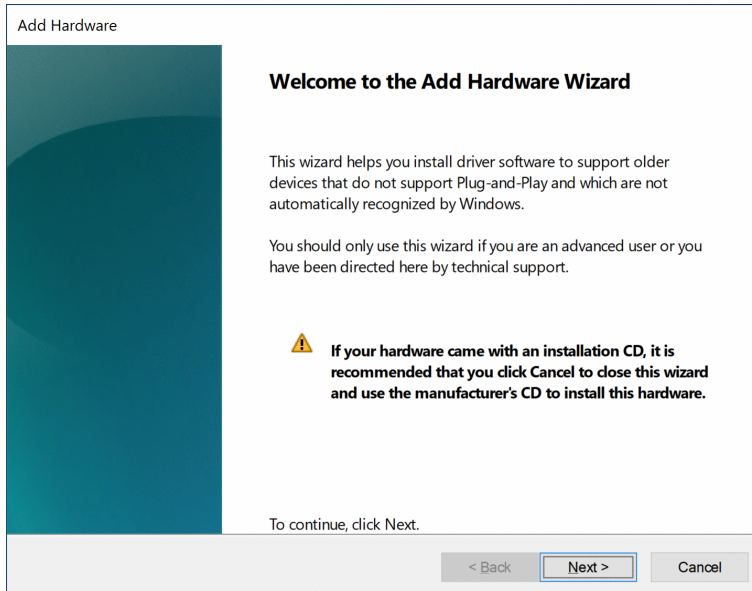 Add Hardware
Welcome to the Add Hardware Wizard
This wizard helps you install driver software to support older
devices that do not support Plug-and-Play and which are not
automatically recognized by Windows.
You should only use this wizard if you are an advanced user or you
have been directed here by technical support.
If your hardware came with an installation CD, it is
recommended that you click Cancel to close this wizard
and use the manufacturer's CD to install this hardware.
To continue, click Next.
< Back Next > Cancel